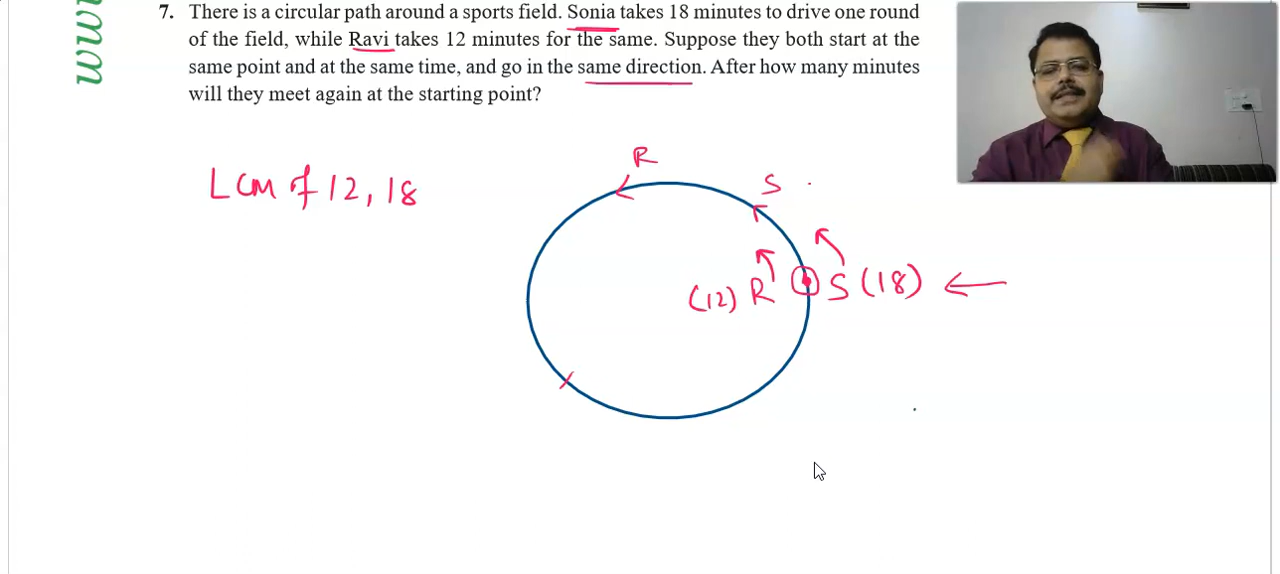 7. There is a circular path around a sports field. Sonia takes 18 minutes to drive one round
of the field, while Ravi takes 12 minutes for the same. Suppose they both start at the
same point and at the same time, and go in the same direction. After how many minutes
will they meet again at the starting point?
www
R
LCM of 12, 18
S
(12) R S (18)